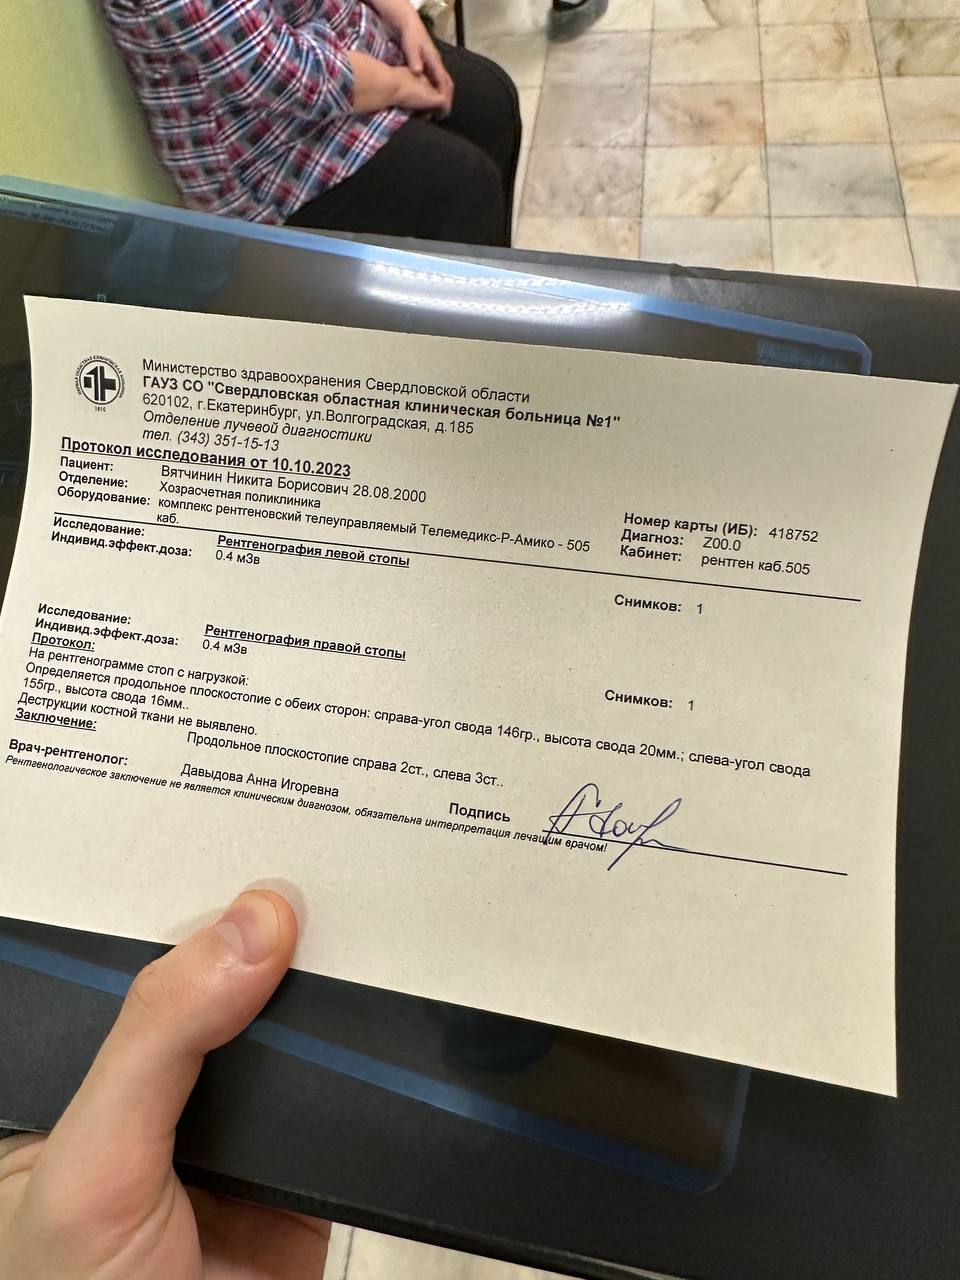 Министерство здравоохранения Свердловской области
ГАУЗ СО "Свердловская областная клиническая больница №1"
620102, г.Екатеринбург, ул.Волгоградская, д.185
Отделение лучевой диагностики
тел. (343) 351-15-13
1810
Протокол исследования от 10.10.2023
Пациент: Вятчинин Никита Борисович 28.08.2000
Отделение: Хозрасчетная поликлиника
Оборудование: комплекс рентгеновский телеуправляемый Телемедикс-Р-Амико - 505
каб.
Номер карты (ИБ): 418752
Диагноз: Z00.0
Кабинет: рентген каб.505
Исследование: Рентгенография левой стопы
Индивид.эффект.доза: 0.4 мЗв
Снимков: 1
Исследование: Рентгенография правой стопы
Индивид.эффект.доза: 0.4 мЗв
Снимков: 1
Протокол:
На рентгенограмме стоп с нагрузкой:
Определяется продольное плоскостопие с обеих сторон: справа-угол свода 146гр., высота свода 20мм.; слева-угол свода
155гр., высота свода 16мм..
Деструкции костной ткани не выявлено.
Заключение:
Продольное плоскостопие справа 2ст., слева 3ст..
Врач-рентгенолог: Давыдова Анна Игоревна
Подпись
Рентгенологическое заключение не является клиническим диагнозом, обязательна интерпретация лечащим врачом!